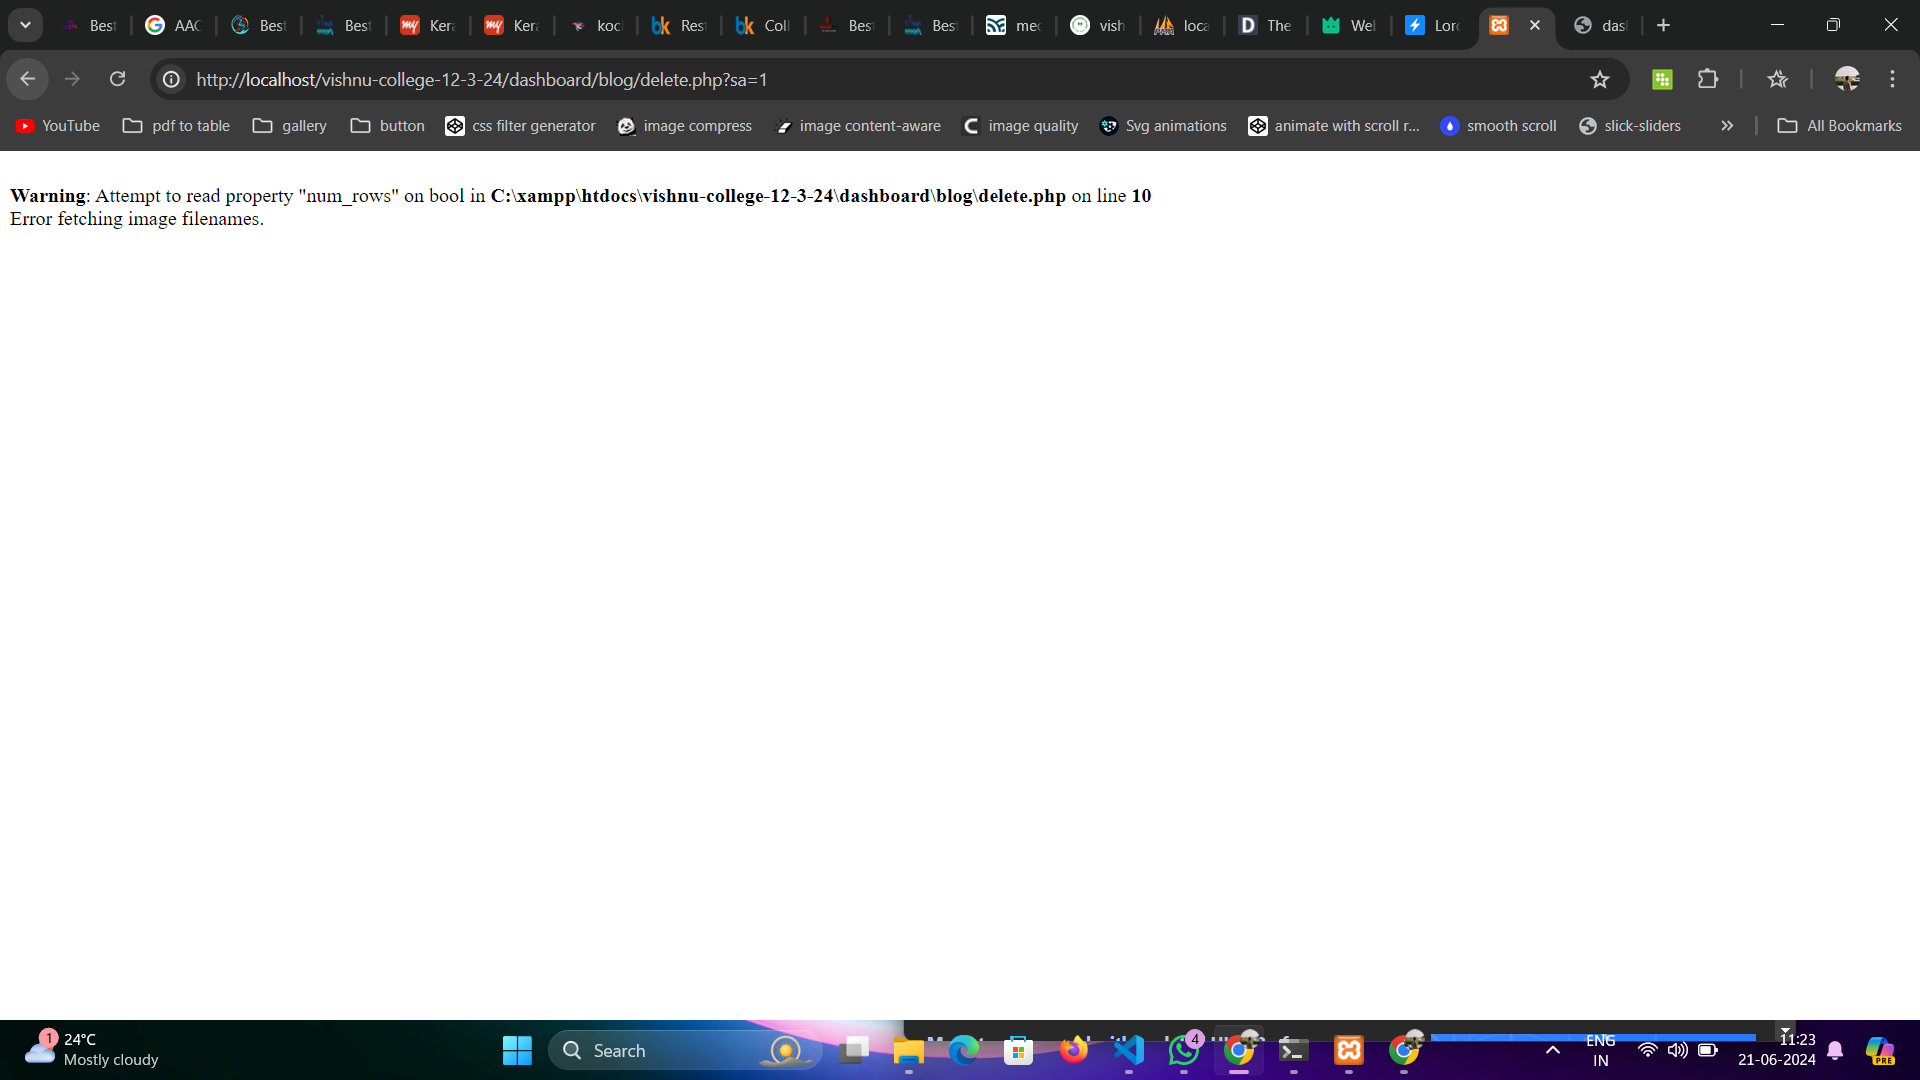 Best
AAC
Best
Best
Kera
Kera
koc
Res
Coll
Best
Best
mec
vish
loca
The
Web
Lore
das
http://localhost/vishnu-college-12-3-24/dashboard/blog/delete.php?sa=1
YouTube
pdf to table
gallery
button
css filter generator
image compress
image content-aware
image quality
Svg animations
animate with scroll r...
smooth scroll
slick-sliders
All Bookmarks
Warning: Attempt to read property "num_rows" on bool in C:\xampp\htdocs\vishnu-college-12-3-24\dashboard\blog\delete.php on line 10
Error fetching image filenames.
1
24°C
Mostly cloudy
Search
4
PRE
ENG
IN
11:23
21-06-2024